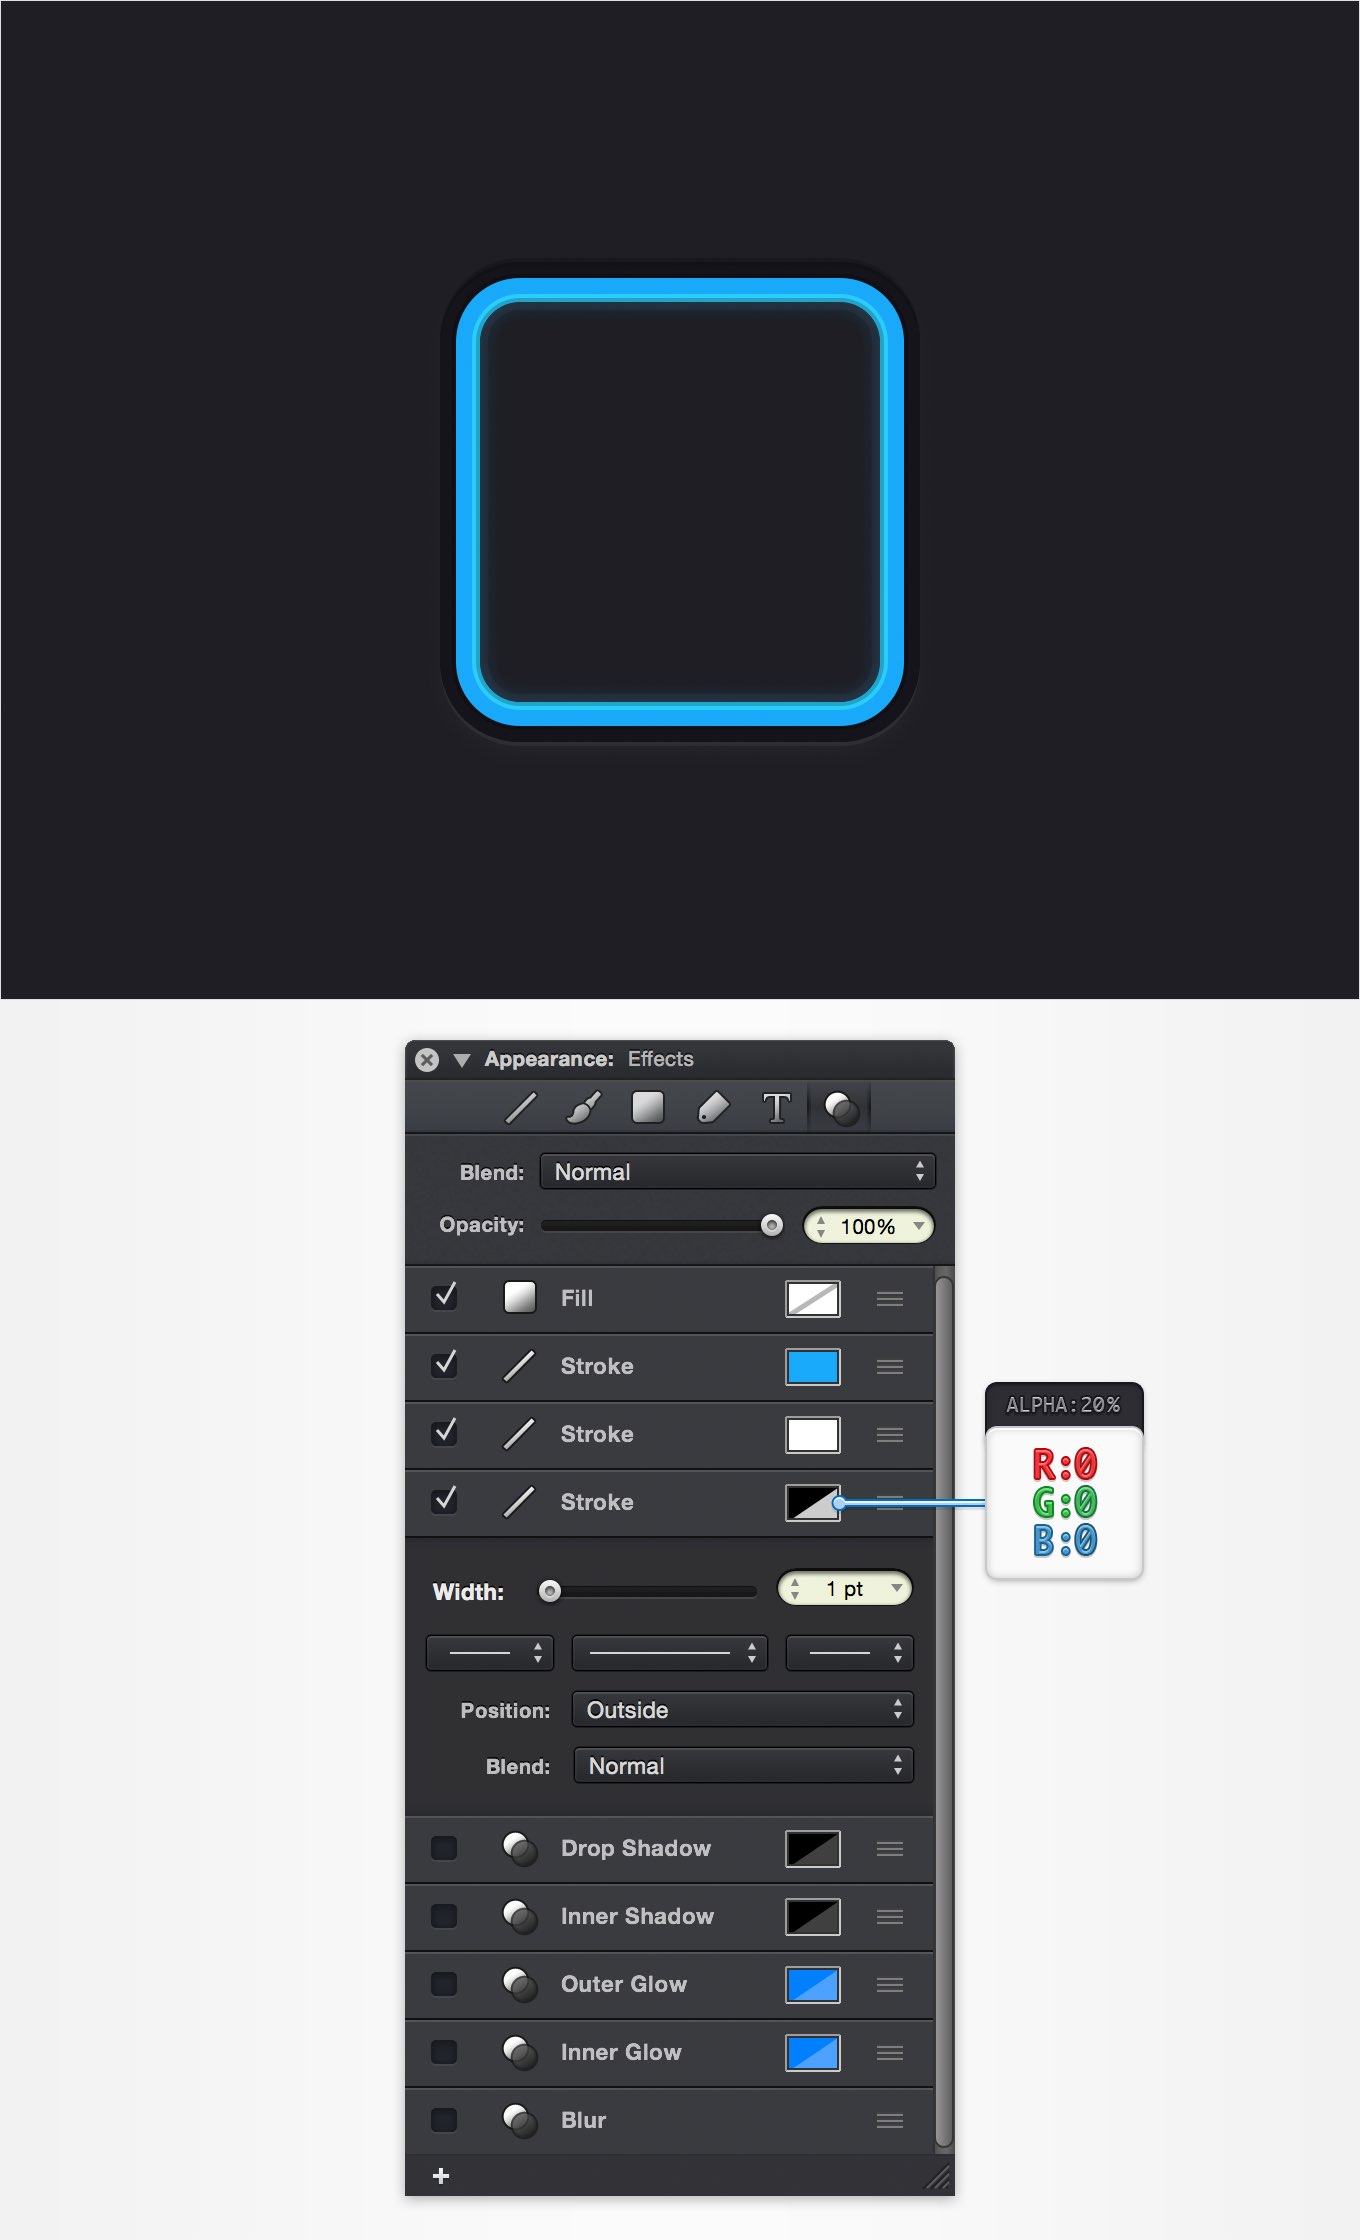 Appearance: Effects
T
Blend: Normal
Opacity: 100%
Fill
Stroke
Stroke
Stroke
ALPHA:20%
R:0
G:0
B:0
Width: 1 pt
Position: Outside
Blend: Normal
Drop Shadow
Inner Shadow
Outer Glow
Inner Glow
Blur
+